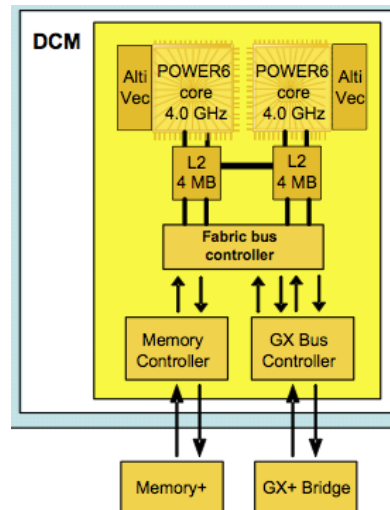 DCM
Alti
Vec
POWER6
core
4.0 GHz
POWER6
core
4.0 GHz
Alti
Vec
L2
4 MB
L2
4 MB
Fabric bus
controller
Memory
Controller
GX Bus
Controller
Memory+
GX+ Bridge